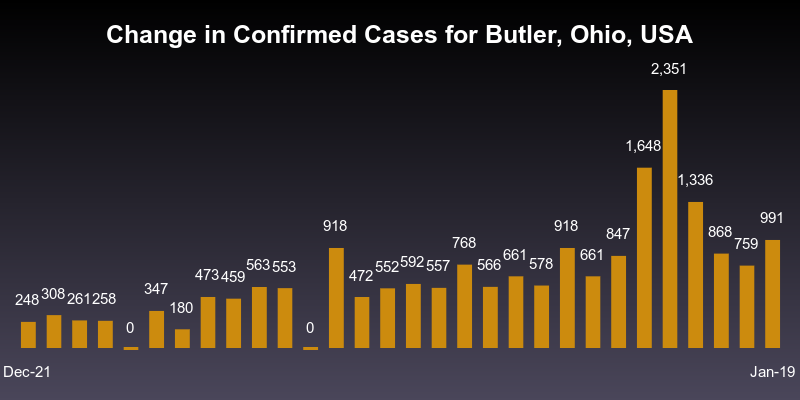 Change in Confirmed Cases for Butler, Ohio, USA
248 308 261 258 0 347 180 473 459 563 553 0 918 472 552 592 557 768 566 661 578 918 661 847 1,648 2,351 1,336 868 759 991
Dec-21 Jan-19